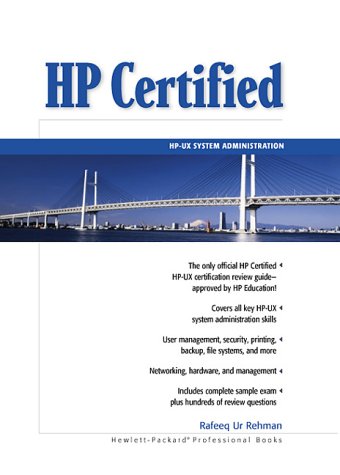 HP Certified
HP-UX SYSTEM ADMINISTRATION
The only official HP Certified
HP-UX certification review guide–
approved by HP Education!
Covers all key HP-UX
system administration skills
User management, security, printing,
backup, file systems, and more
Networking, hardware, and management
Includes complete sample exam
plus hundreds of review questions
Rafeeq Ur Rehman
Hewlett-Packard® Professional Books